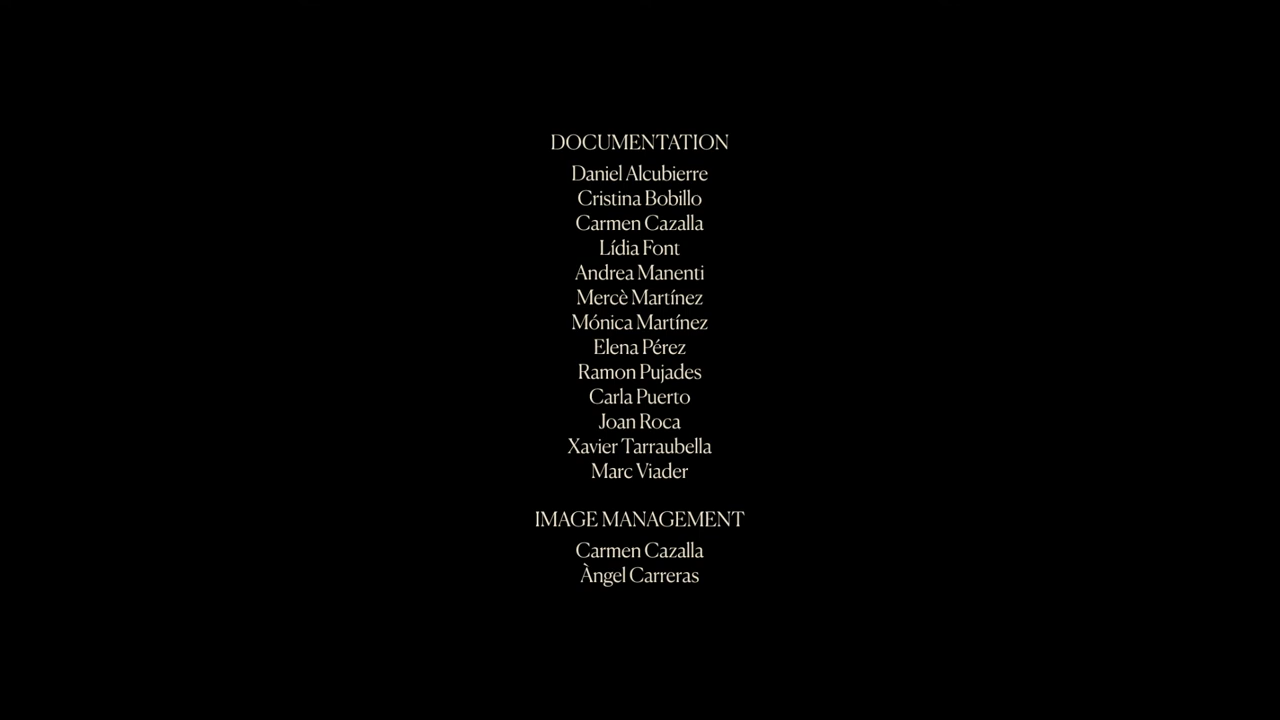 DOCUMENTATION
Daniel Alcubierre
Cristina Bobillo
Carmen Cazalla
Lídia Font
Andrea Manenti
Mercè Martínez
Mónica Martínez
Elena Pérez
Ramon Pujades
Carla Puerto
Joan Roca
Xavier Tarraubella
Marc Viader
IMAGE MANAGEMENT
Carmen Cazalla
Àngel Carreras